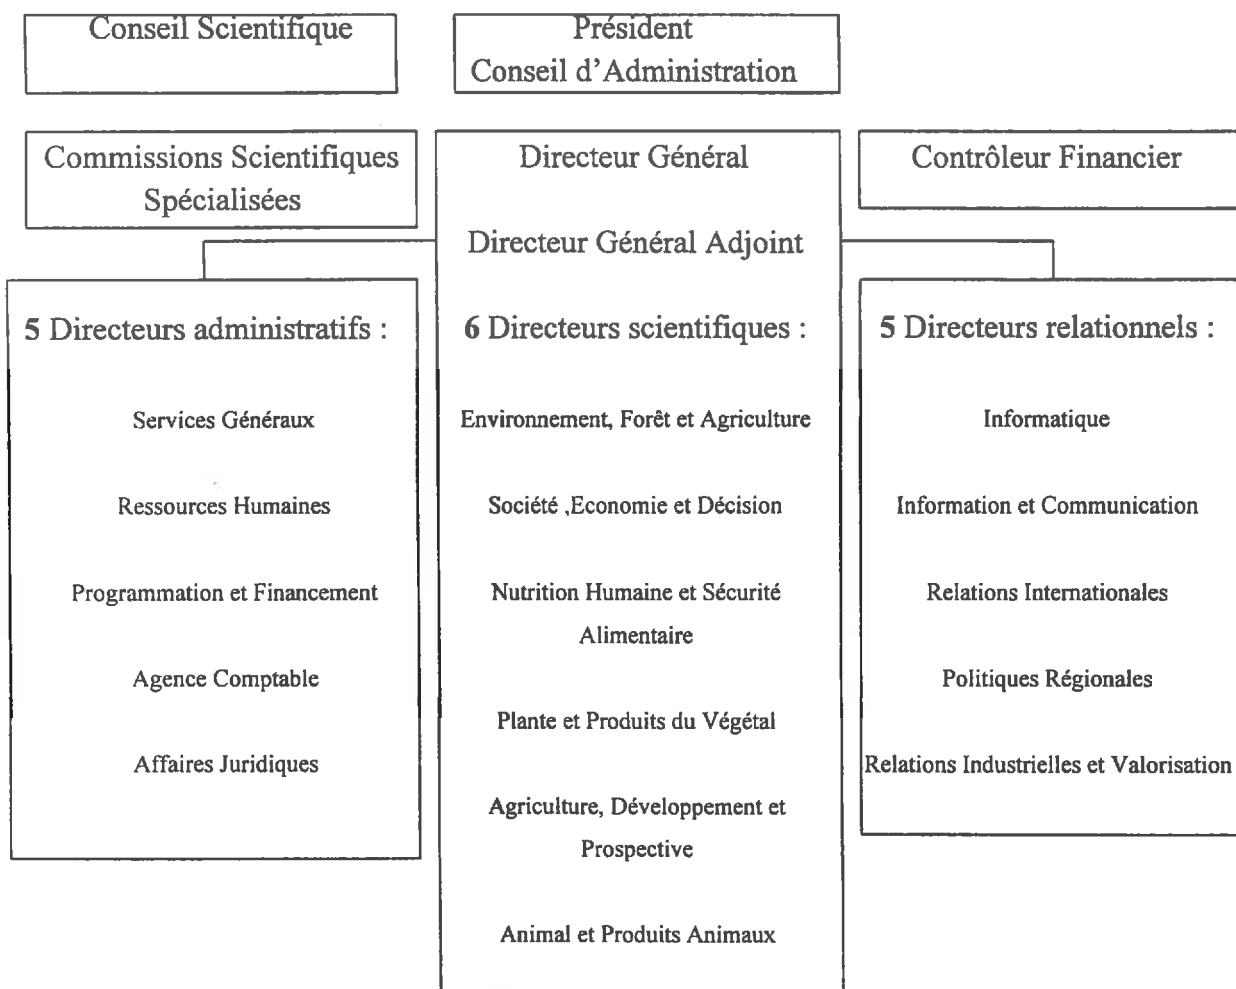 Conseil Scientifique
Président
Conseil d'Administration
Commissions Scientifiques
Spécialisées
Directeur Général
Directeur Général Adjoint
Contrôleur Financier
5 Directeurs administratifs :
Services Généraux
Ressources Humaines
Programmation et Financement
Agence Comptable
Affaires Juridiques
6 Directeurs scientifiques :
Environnement, Forêt et Agriculture
Société ,Economie et Décision
Nutrition Humaine et Sécurité
Alimentaire
Plante et Produits du Végétal
Agriculture, Développement et
Prospective
Animal et Produits Animaux
5 Directeurs relationnels :
Informatique
Information et Communication
Relations Internationales
Politiques Régionales
Relations Industrielles et Valorisation